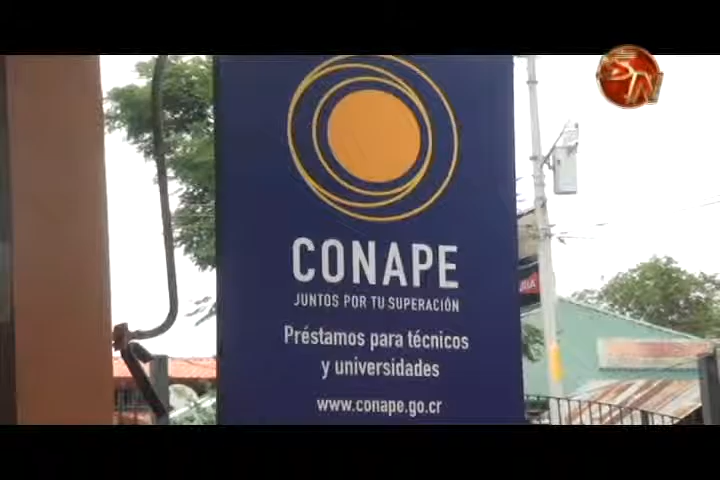 CONAPE
JUNTOS POR TU SUPERACIÓN
Préstamos para técnicos
y universidades
www.conape.go.cr